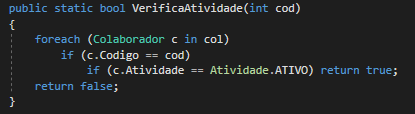 public static bool VerificaAtividade(int cod)
{
    foreach (Colaborador c in col)
        if (c.Codigo == cod)
            if (c.Atividade == Atividade.ATIVO) return true;
    return false;
}